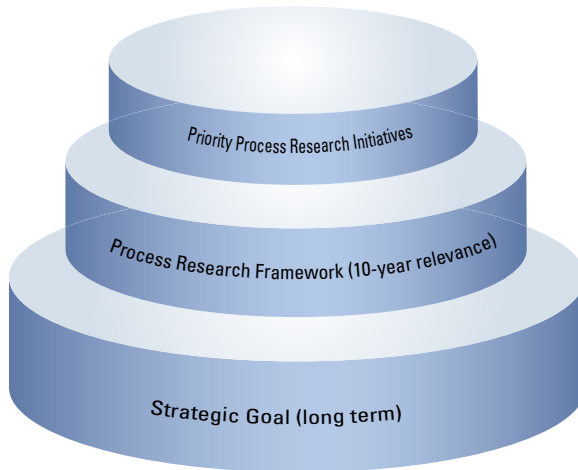 Priority Process Research Initiatives
Process Research Framework (10-year relevance)
Strategic Goal (long term)